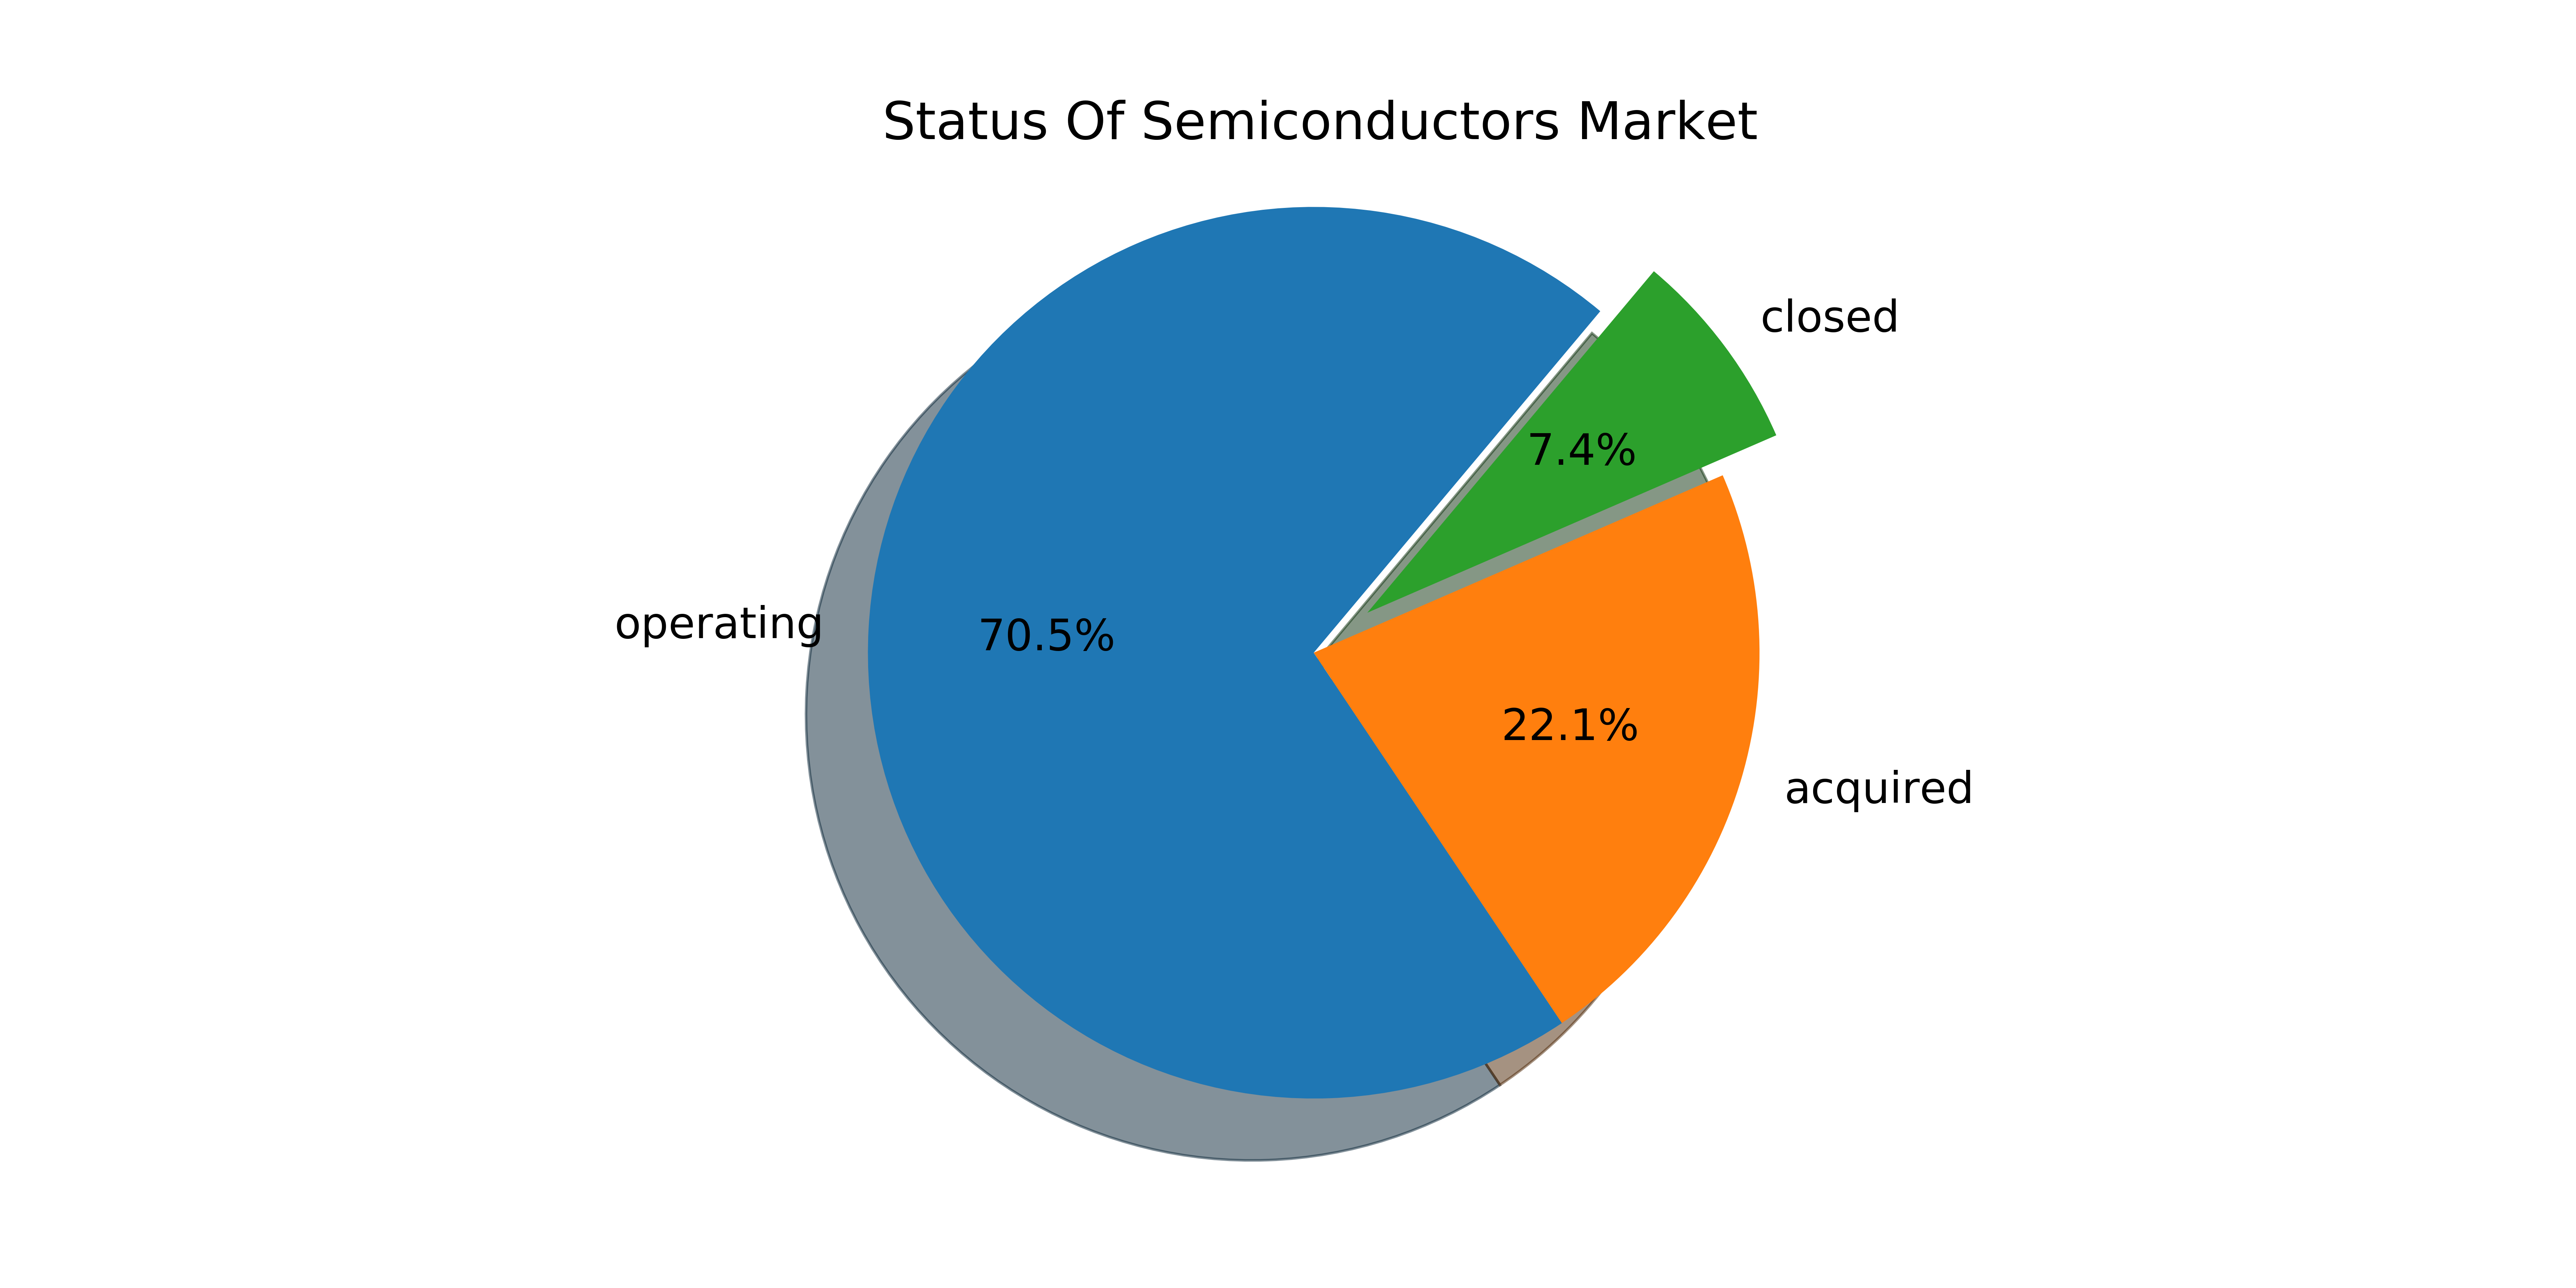 Status Of Semiconductors Market
closed
7.4%
operating
70.5%
22.1%
acquired